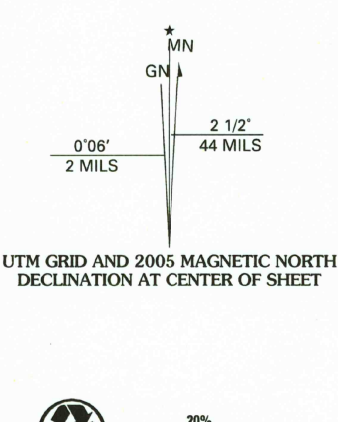 MN
GN
2 1/2°
44 MILS
0°06′
2 MILS
UTM GRID AND 2005 MAGNETIC NORTH
DECLINATION AT CENTER OF SHEET
20%